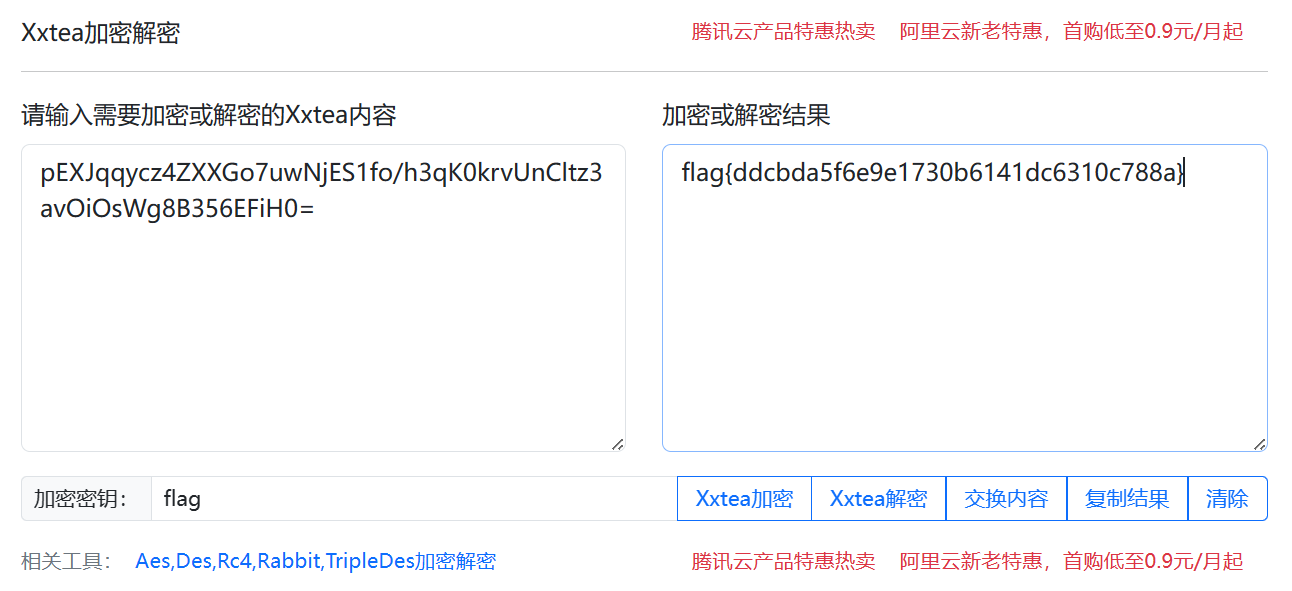 Xxtea加密解密
腾讯云产品特惠热卖 阿里云新老特惠，首购低至0.9元/月起
请输入需要加密或解密的Xxtea内容
加密或解密结果
pEXJqqycz4ZXXGo7uwNjES1fo/h3qK0krvUnCltz3
avOiOsWg8B356EFiH0=
flag{ddcbda5f6e9e1730b6141dc6310c788a}
加密密钥： flag Xxtea加密 Xxtea解密 交换内容 复制结果 清除
相关工具： Aes,Des,Rc4,Rabbit,TripleDes加密解密 腾讯云产品特惠热卖 阿里云新老特惠，首购低至0.9元/月起